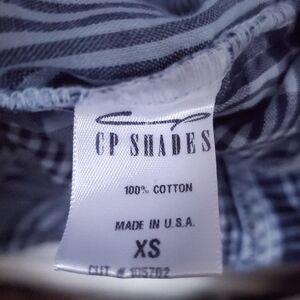 CP SHADES
100% COTTON
MADE IN U.S.A.
XS
CUT # 105762